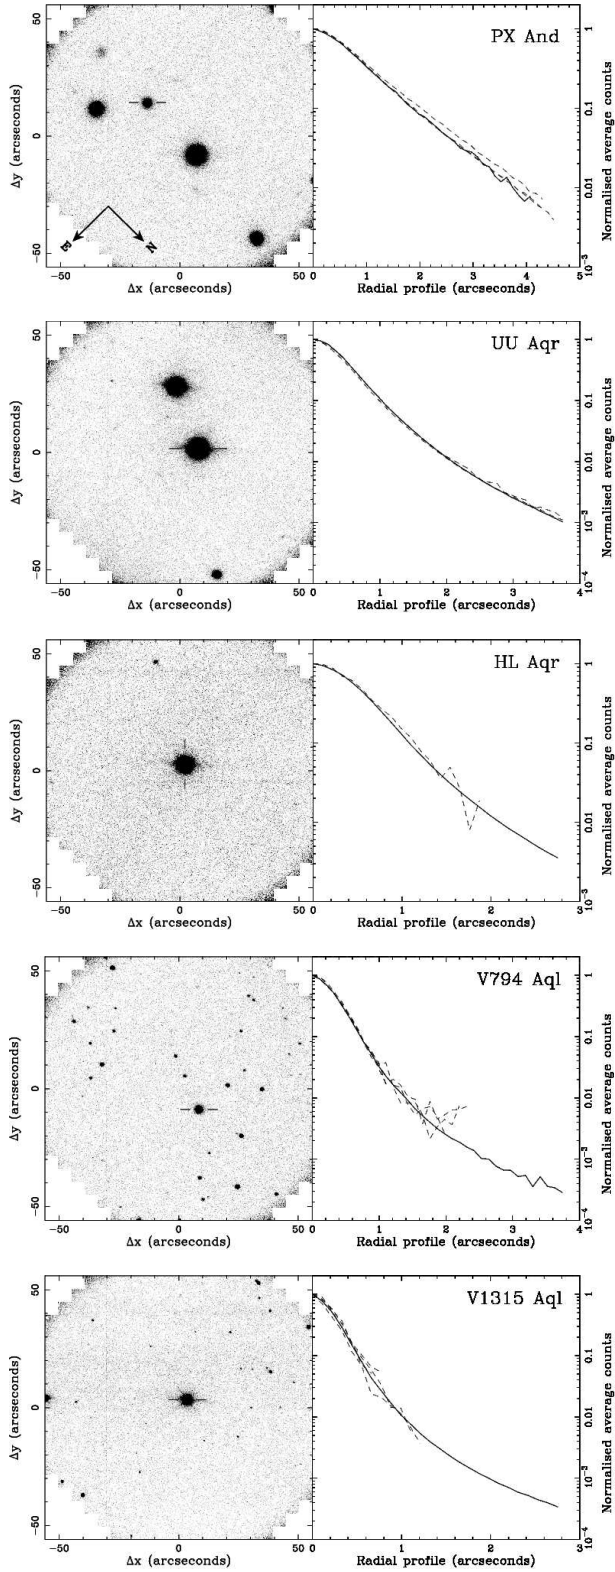 50
0
−50
Δy (arcseconds)
E
N
−50
0
50
Δx (arcseconds)
PX And
1
0.1
0.01
10⁻³
Normalised average counts
0
1
2
3
4
5
Radial profile (arcseconds)
50
0
−50
Δy (arcseconds)
−50
0
50
Δx (arcseconds)
UU Aqr
1
0.1
0.01
10⁻³
10⁻⁴
Normalised average counts
0
1
2
3
4
Radial profile (arcseconds)
50
0
−50
Δy (arcseconds)
−50
0
50
Δx (arcseconds)
HL Aqr
1
0.1
0.01
10⁻³
Normalised average counts
0
1
2
3
Radial profile (arcseconds)
50
0
−50
Δy (arcseconds)
−50
0
50
Δx (arcseconds)
V794 Aql
1
0.1
0.01
10⁻³
10⁻⁴
Normalised average counts
0
1
2
3
4
Radial profile (arcseconds)
50
0
−50
Δy (arcseconds)
−50
0
50
Δx (arcseconds)
V1315 Aql
1
0.1
0.01
10⁻³
10⁻⁴
Normalised average counts
0
1
2
3
Radial profile (arcseconds)